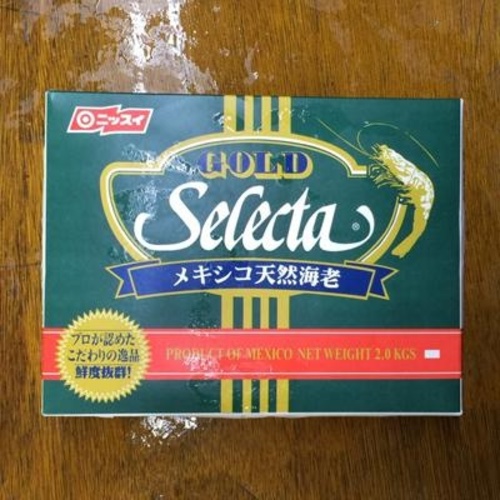 ニッスイ
GOLD
Selecta®
メキシコ天然海老
プロが認めた
こだわりの逸品
鮮度抜群!
PRODUCT OF MEXICO NET WEIGHT 2.0 KGS